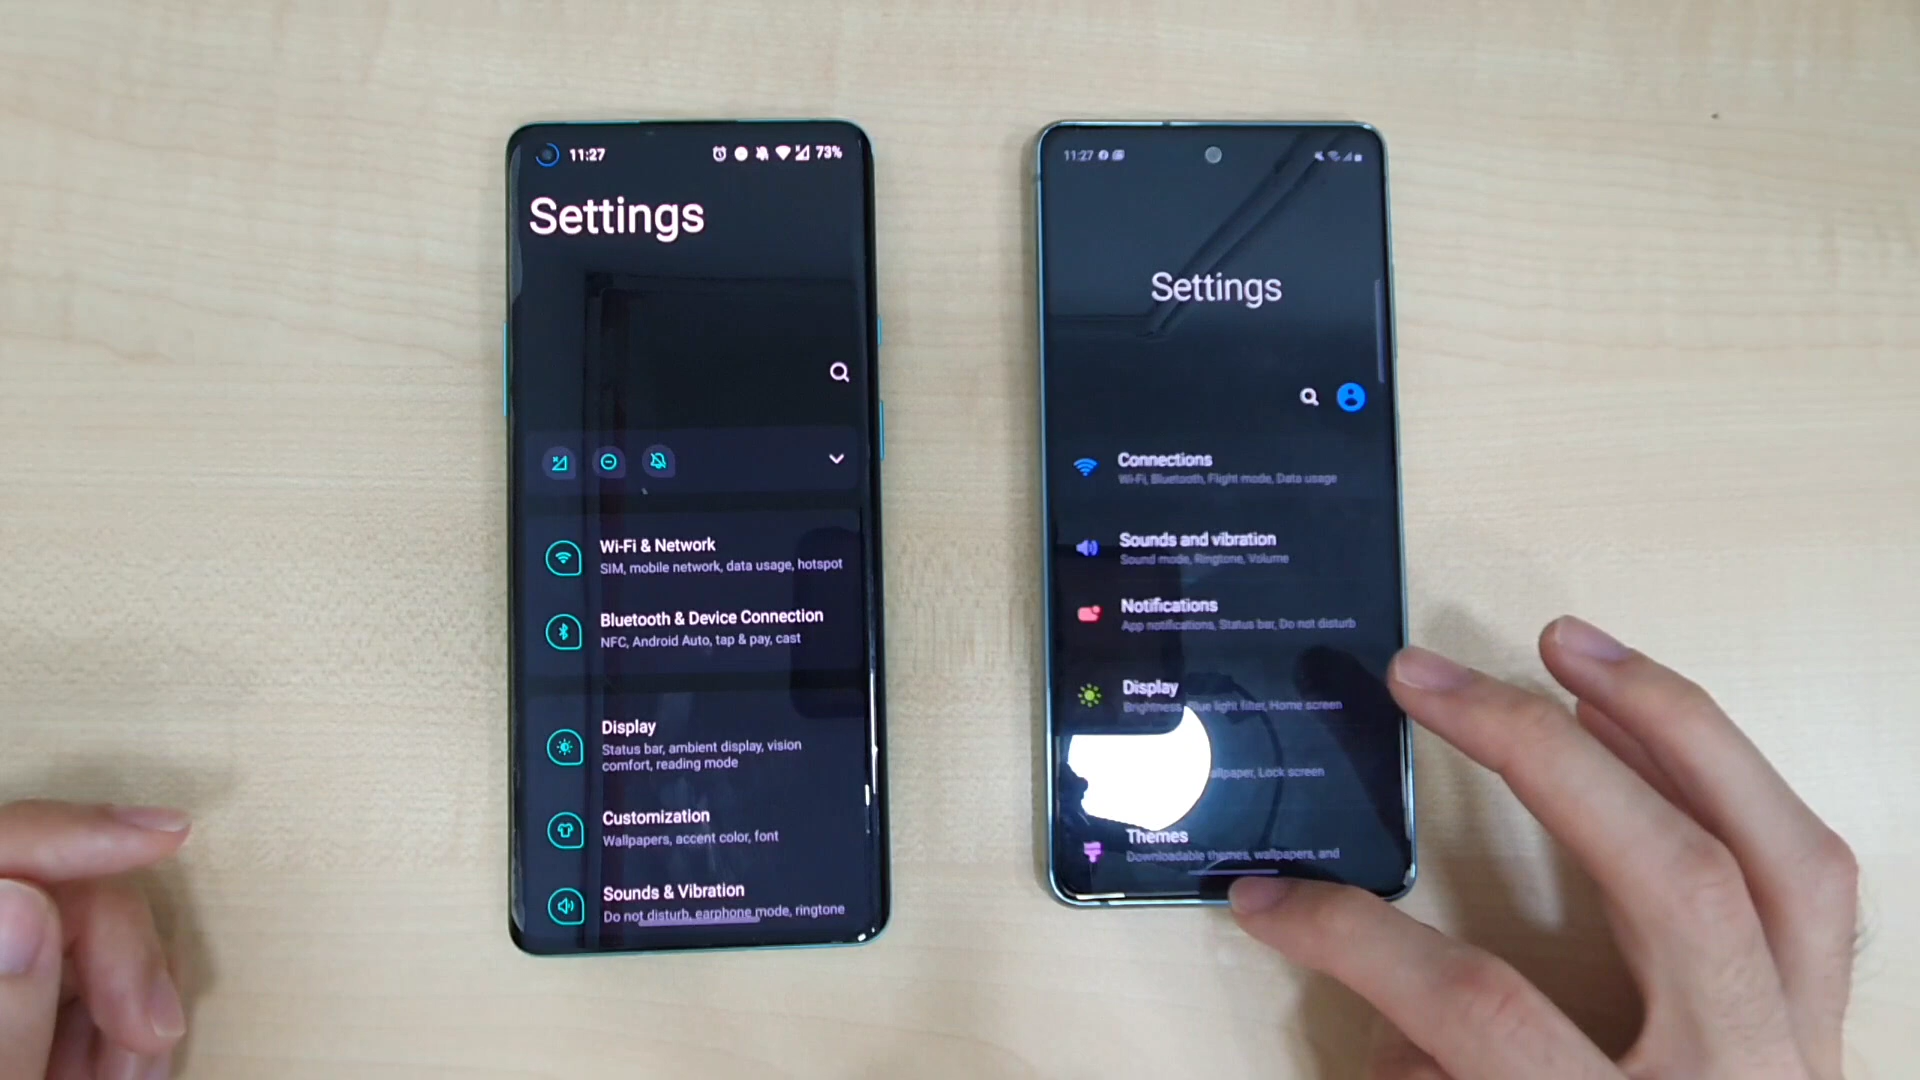 11:27
73%
Settings
Wi-Fi & Network
SIM, mobile network, data usage, hotspot
Bluetooth & Device Connection
NFC, Android Auto, tap & pay, cast
Display
Status bar, ambient display, vision
comfort, reading mode
Customization
Wallpapers, accent color, font
Sounds & Vibration
Do not disturb, earphone mode, ringtone
11:27
Settings
Connections
Wi-Fi, Bluetooth, Flight mode, Data usage
Sounds and vibration
Sound mode, Ringtone, Volume
Notifications
App notifications, Status bar, Do not disturb
Display
Brightness, Blue light filter, Home screen
Lock screen
Themes
Downloadable themes, wallpapers, and